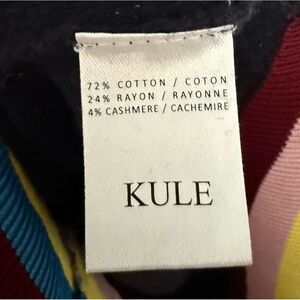 72% COTTON / COTON
24% RAYON / RAYONNE
4% CASHMERE / CACHEMIRE
KULE